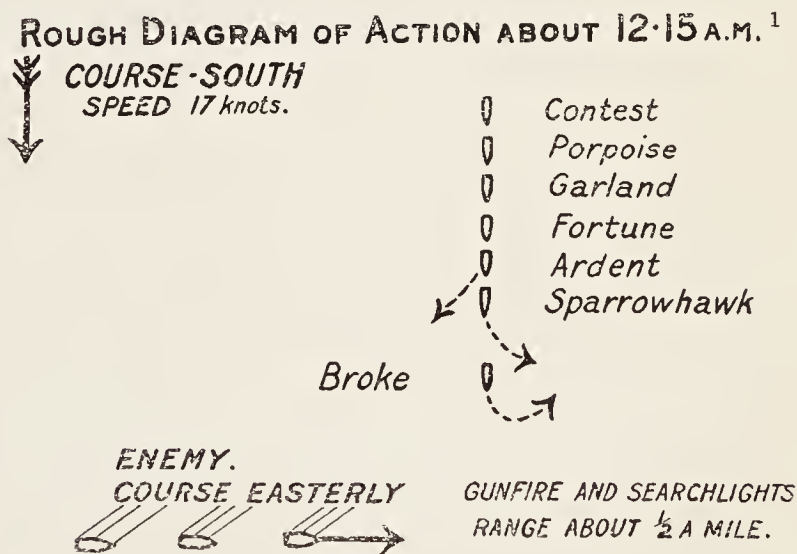 ROUGH DIAGRAM OF ACTION ABOUT 12·15 A.M. 1
COURSE - SOUTH
SPEED 17 knots.
Contest
Porpoise
Garland
Fortune
Ardent
Sparrowhawk
Broke
ENEMY.
COURSE EASTERLY
GUNFIRE AND SEARCHLIGHTS
RANGE ABOUT ½ A MILE.